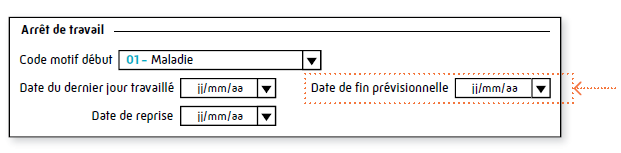 Arrêt de travail
Code motif début 01 - Maladie
Date du dernier jour travaillé jj/mm/aa Date de fin prévisionnelle jj/mm/aa
Date de reprise jj/mm/aa